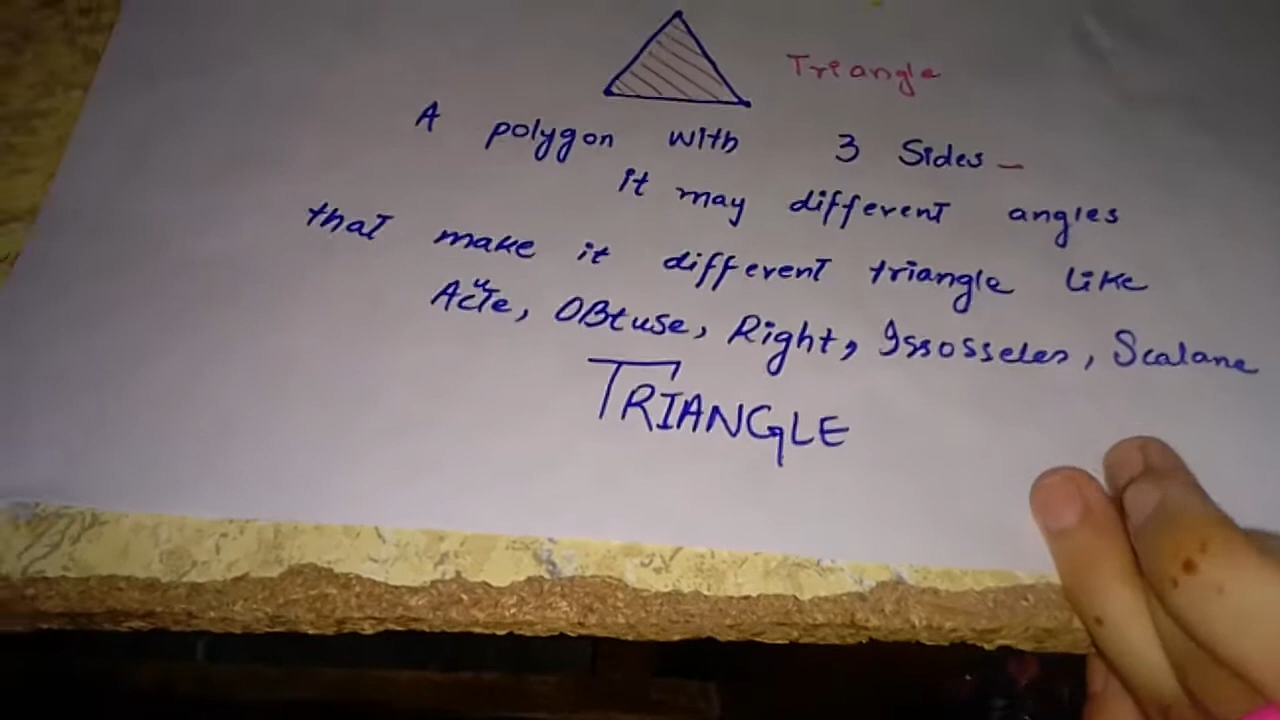 Triangle
A polygon with 3 Sides -
it may different angles
that make it different triangle like
Acute, OBtuse, Right, Issosseles, Scalane
TRIANGLE